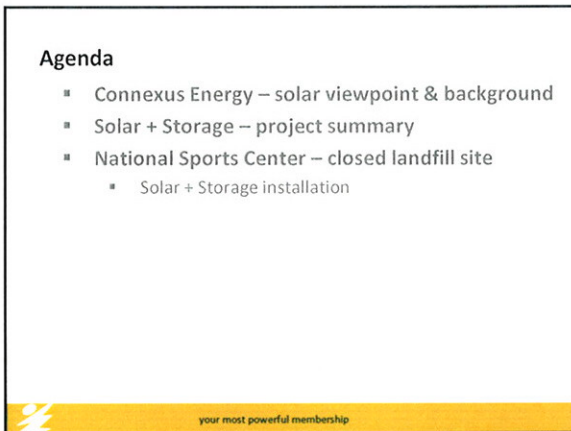 Agenda
▪ Connexus Energy – solar viewpoint & background
▪ Solar + Storage – project summary
▪ National Sports Center – closed landfill site
▪ Solar + Storage installation
your most powerful membership